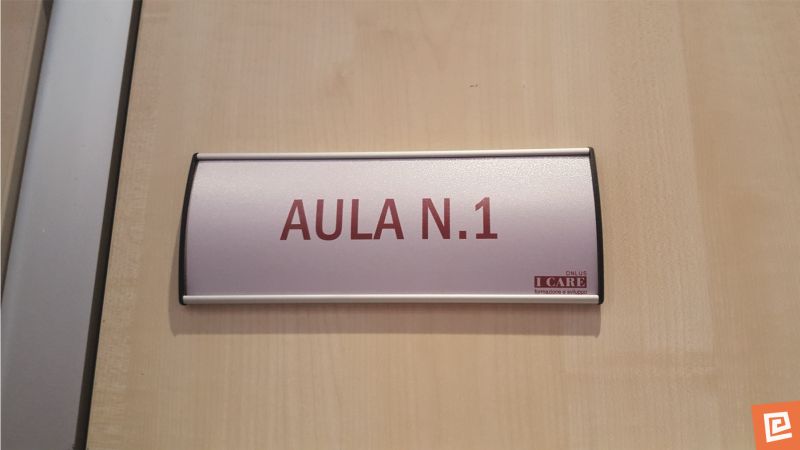 AULA N.1
ONLUS
I CARE
formazione e sviluppo